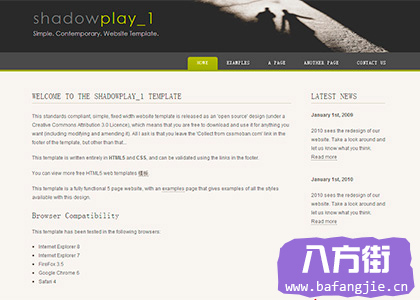 shadowplay_1
Simple. Contemporary. Website Template.
HOME EXAMPLES A PAGE ANOTHER PAGE CONTACT US
WELCOME TO THE SHADOWPLAY_1 TEMPLATE
This standards compliant, simple, fixed width website template is released as an 'open source' design (under a
Creative Commons Attribution 3.0 Licence), which means that you are free to download and use it for anything you
want (including modifying and amending it). All I ask is that you leave the 'Collect from cssmoban.com' link in the
footer of the template, but other than that...
This template is written entirely in HTML5 and CSS, and can be validated using the links in the footer.
You can view more free HTML5 web templates 模板.
This template is a fully functional 5 page website, with an examples page that gives examples of all the styles
available with this design.
Browser Compatibility
This template has been tested in the following browsers:
Internet Explorer 8
Internet Explorer 7
FireFox 3.5
Google Chrome 6
Safari 4
LATEST NEWS
January 1st, 2009
2010 sees the redesign of our
website. Take a look around and
let us know what you think.
Read more
January 1st, 2010
2010 sees the redesign of our
website. Take a look around and
let us know what you think.
八方街
www.bafangjie.cn